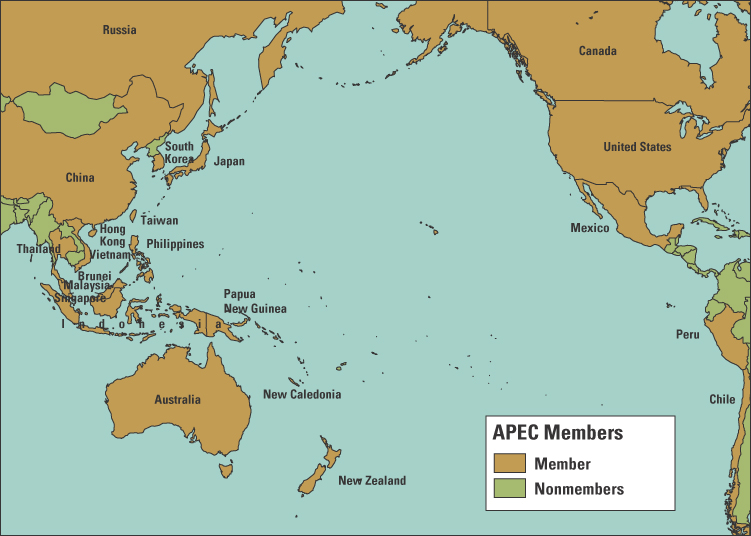 Russia
Canada
South
Korea
Japan
United States
China
Taiwan
Hong
Kong
Mexico
Thailand
Vietnam
Philippines
Brunei
Malaysia
Singapore
Papua
New Guinea
Indonesia
Peru
Australia
New Caledonia
Chile
New Zealand
APEC Members
Member
Nonmembers